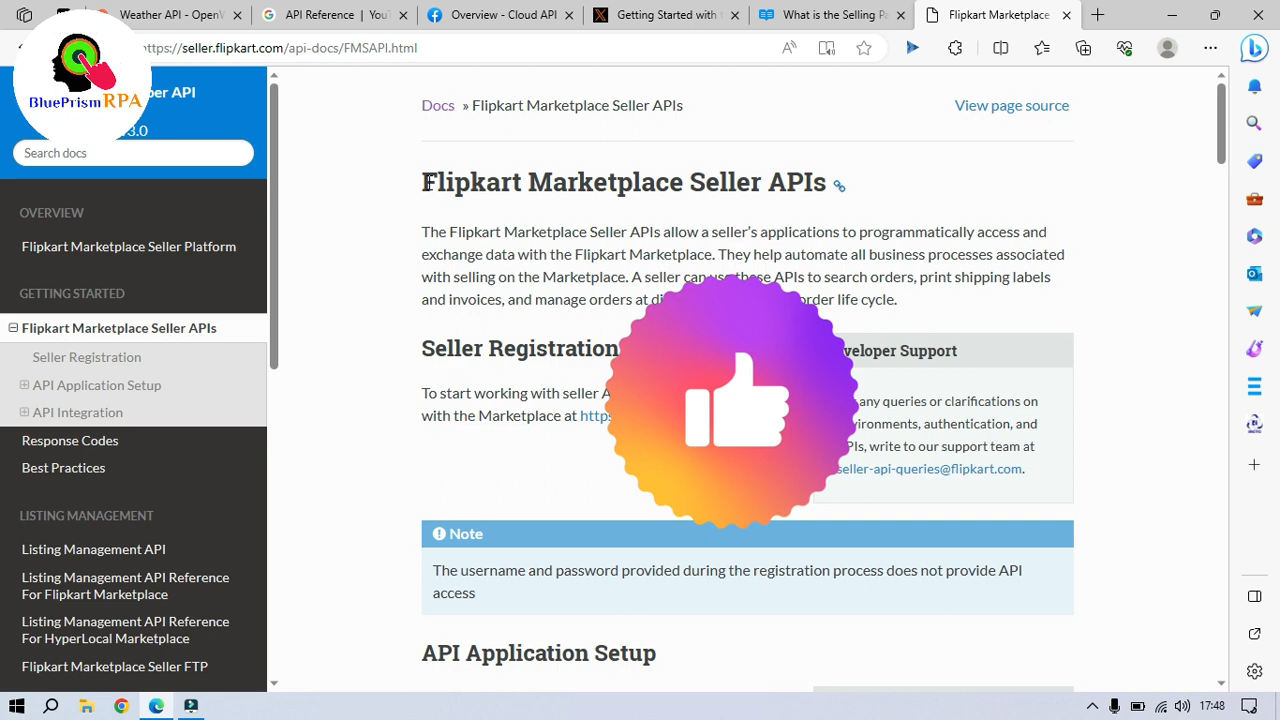 ate W
API - OpenV
API Reference | YouT
Overview - Cloud API
Getting Started with t
What is the Selling Pa
Flipkart Marketplace
https://seller.flipkart.com/api-docs/FMSAPI.html
BluePrismRPA
er API
v3.0
Search docs
OVERVIEW
Flipkart Marketplace Seller Platform
GETTING STARTED
Flipkart Marketplace Seller APIs
Seller Registration
API Application Setup
API Integration
Response Codes
Best Practices
LISTING MANAGEMENT
Listing Management API
Listing Management API Reference
For Flipkart Marketplace
Listing Management API Reference
For HyperLocal Marketplace
Flipkart Marketplace Seller FTP
Docs » Flipkart Marketplace Seller APIs
View page source
Flipkart Marketplace Seller APIs
The Flipkart Marketplace Seller APIs allow a seller's applications to programmatically access and
exchange data with the Flipkart Marketplace. They help automate all business processes associated
with selling on the Marketplace. A seller can use these APIs to search orders, print shipping labels
and invoices, and manage orders at di order life cycle.
Seller Registration
To start working with seller A
with the Marketplace at https
veloper Support
any queries or clarifications on
vironments, authentication, and
PIs, write to our support team at
seller-api-queries@flipkart.com.
Note
The username and password provided during the registration process does not provide API
access
API Application Setup
17:48